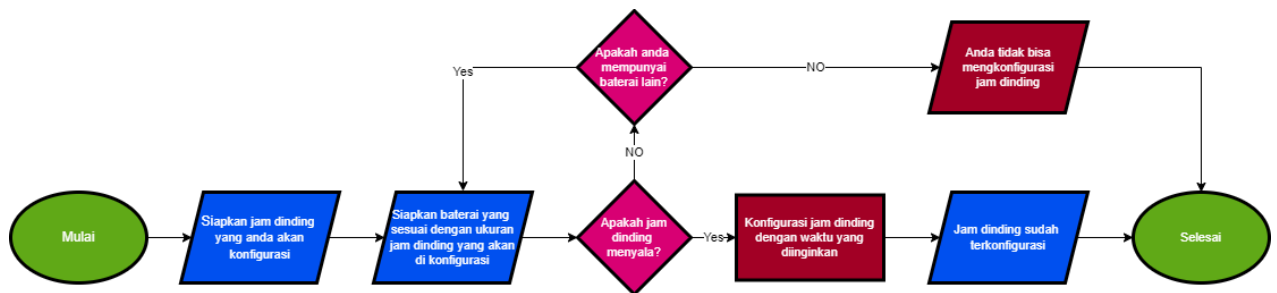 Apakah anda
mempunyai
baterai lain?
Yes
NO
Anda tidak bisa
mengkonfigurasi
jam dinding
NO
Mulai
Siapkan jam dinding
yang anda akan
konfigurasi
Siapkan baterai yang
sesuai dengan ukuran
jam dinding yang akan
di konfigurasi
Apakah jam
dinding
menyala?
Yes
Konfigurasi jam dinding
dengan waktu yang
diinginkan
Jam dinding sudah
terkonfigurasi
Selesai